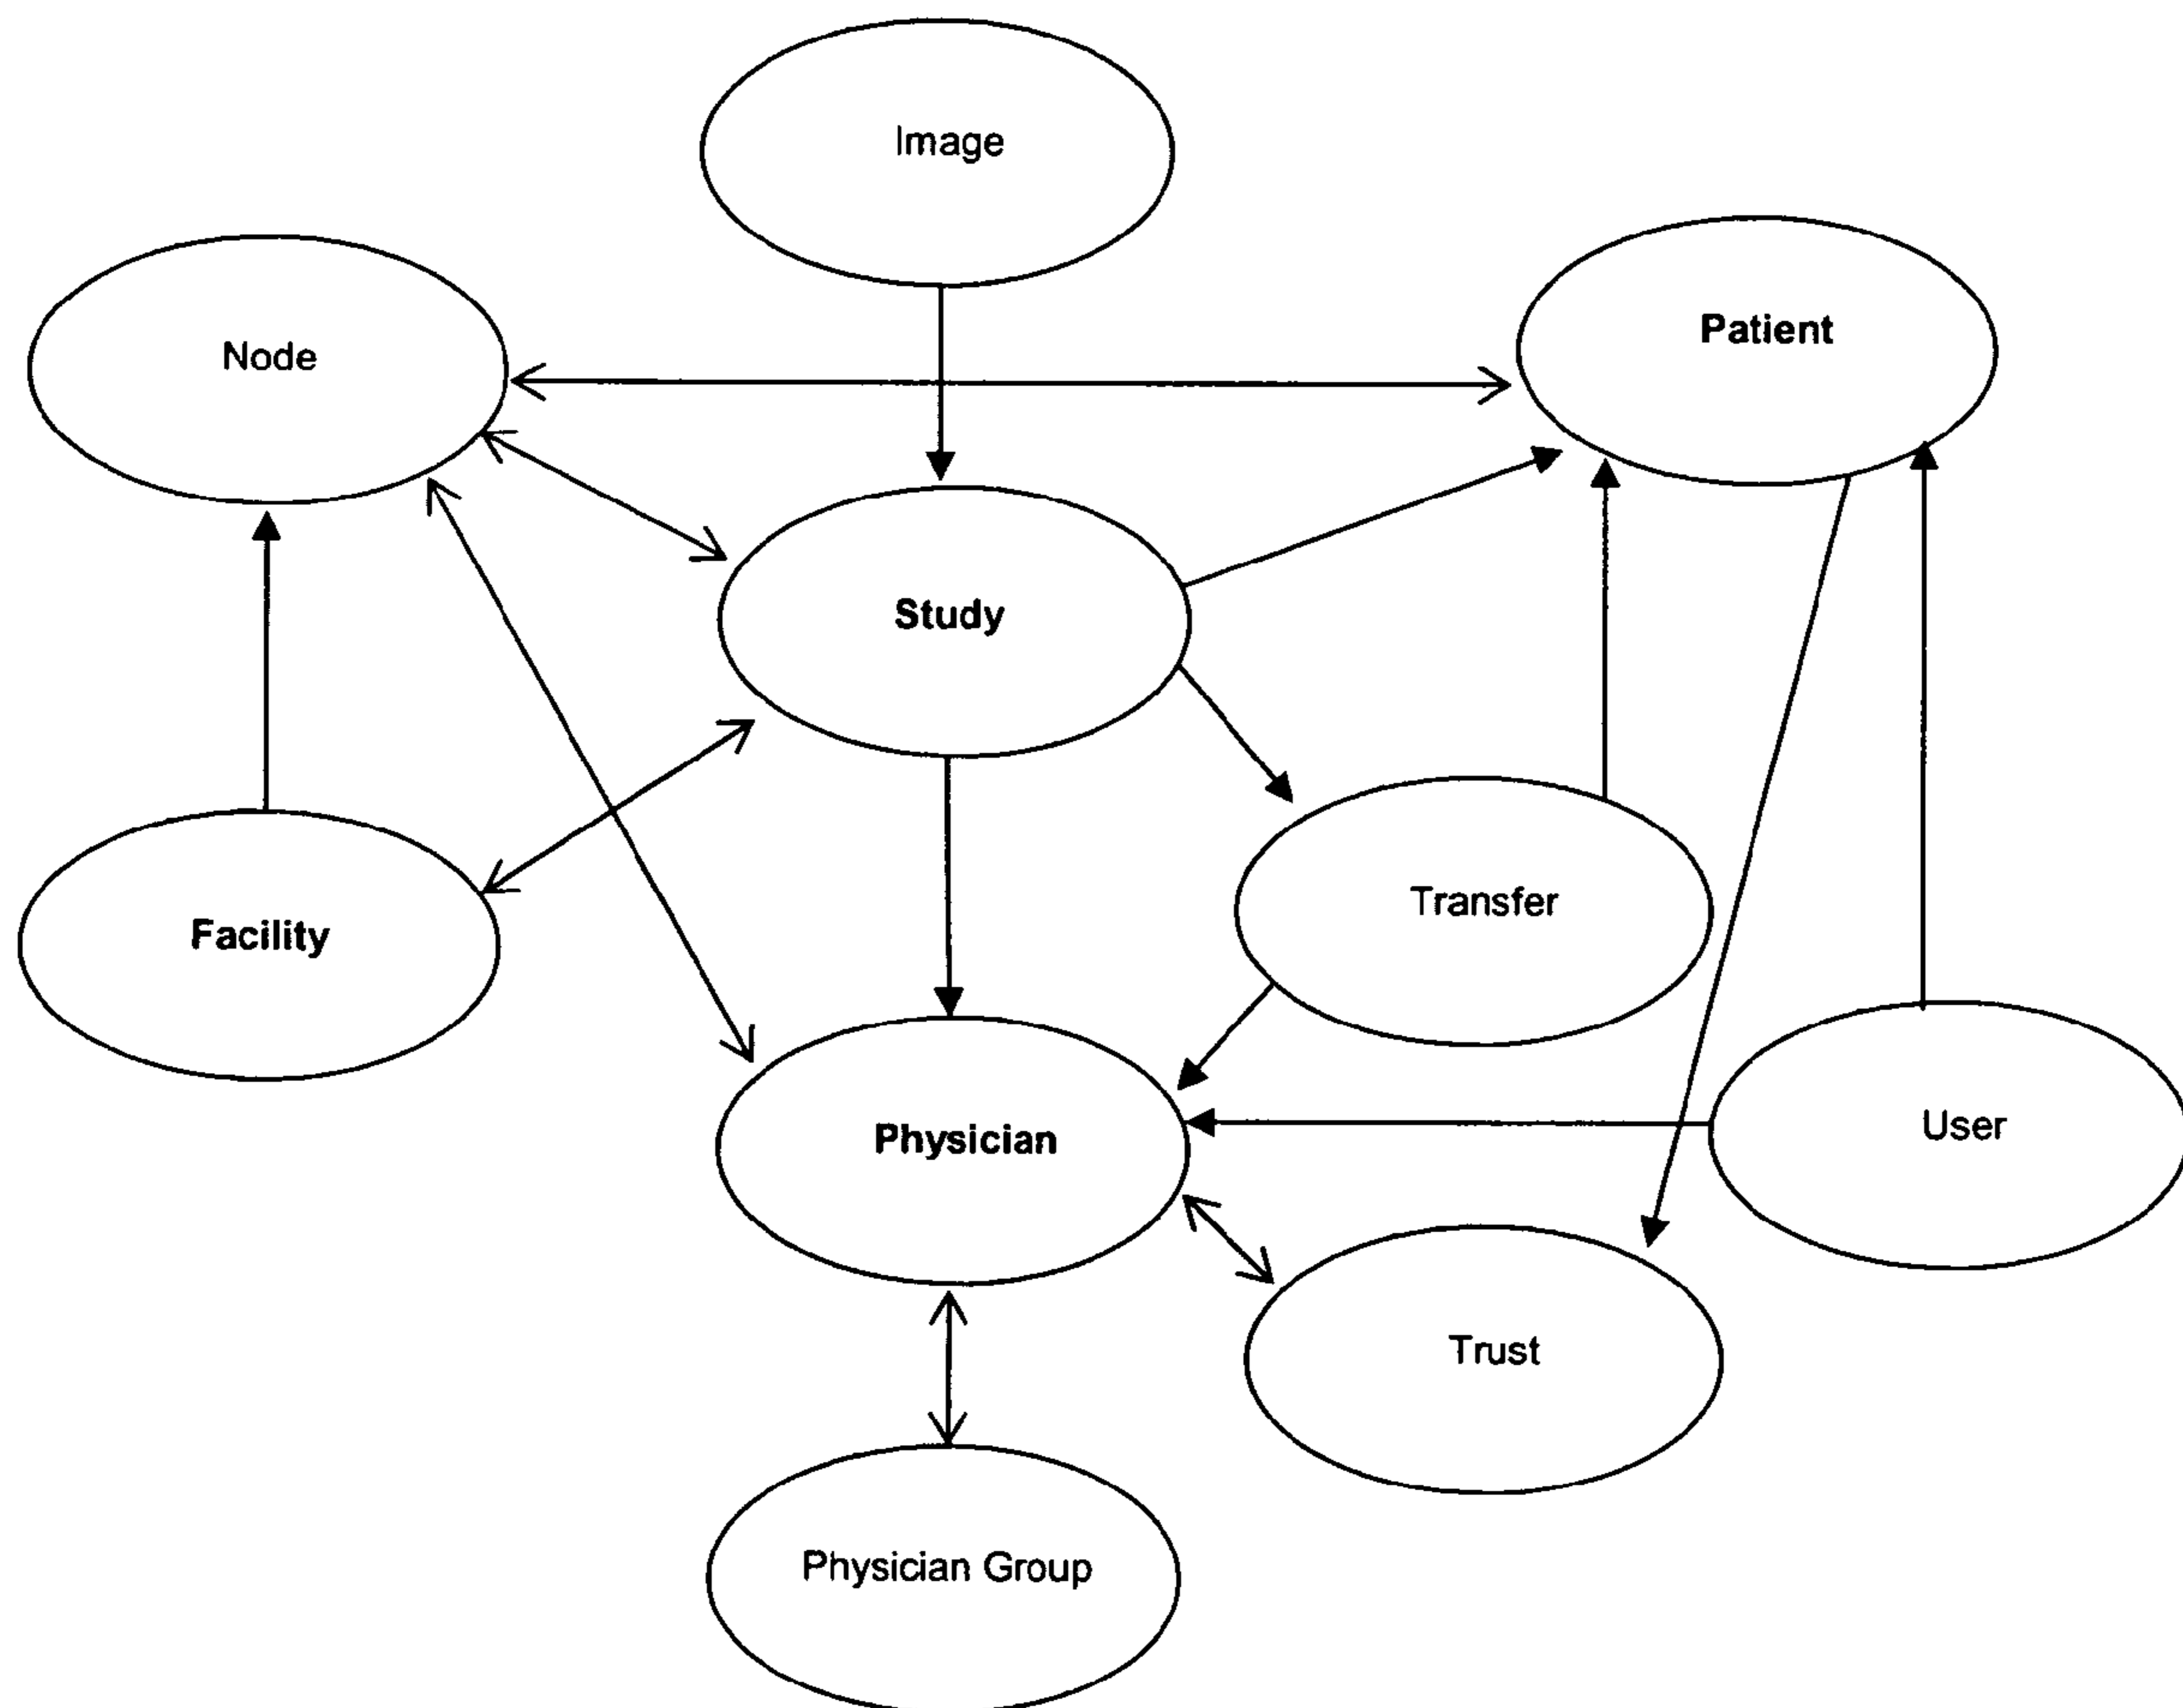 Image
Patient
Node
Study
Transfer
Facility
User
Physician
Trust
Physician Group